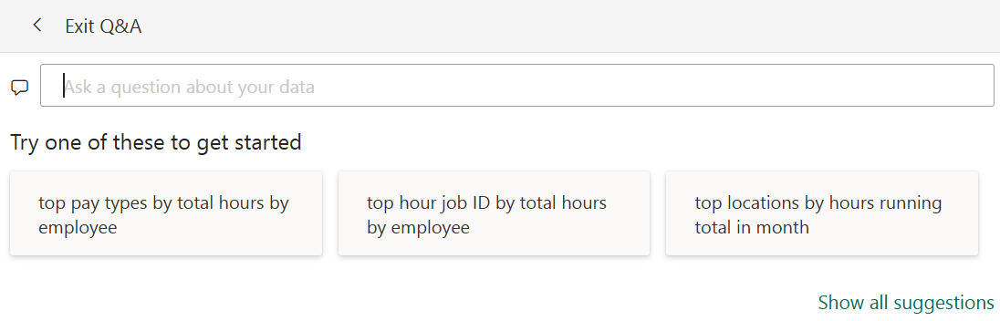 Exit Q&A
Ask a question about your data
Try one of these to get started
top pay types by total hours by
employee
top hour job ID by total hours
by employee
top locations by hours running
total in month
Show all suggestions